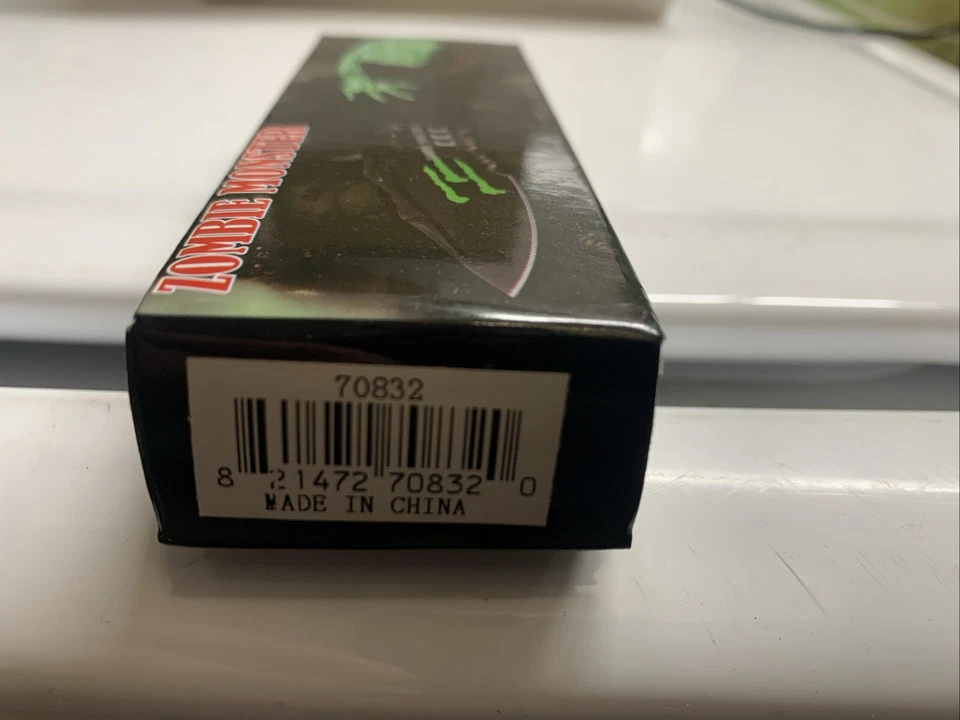 ZOMBIE MONSTER
70832
8 21472 70832 0
MADE IN CHINA